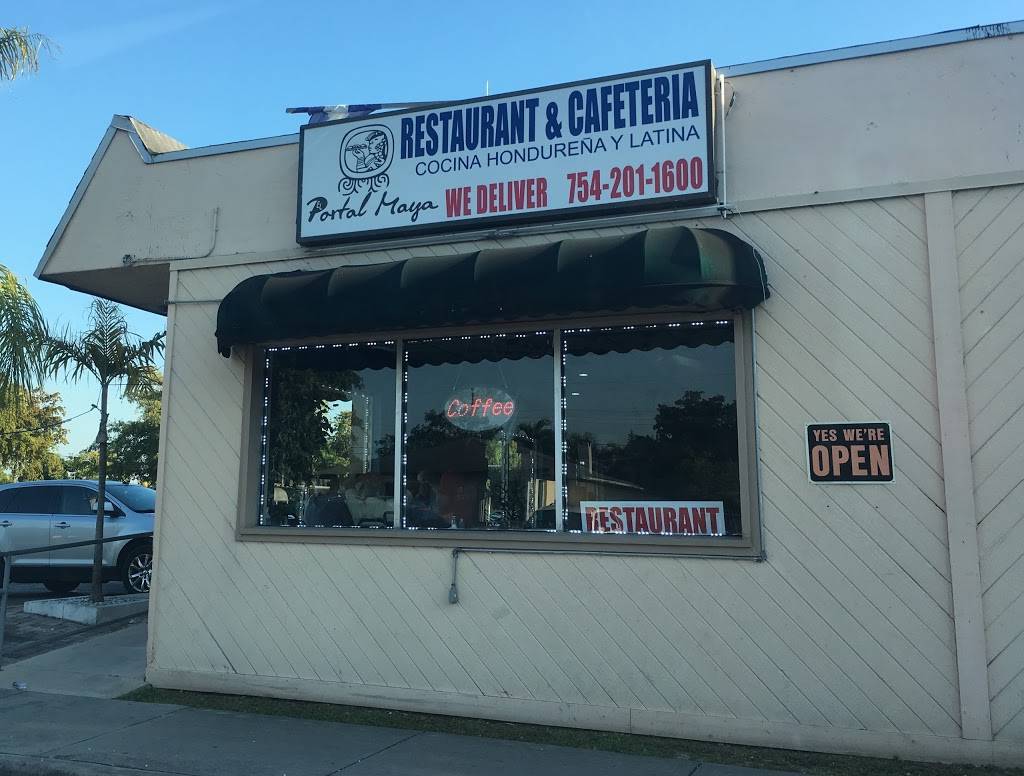 RESTAURANT & CAFETERIA
COCINA HONDUREÑA Y LATINA
Portal Maya
WE DELIVER 754-201-1600
Coffee
YES WE'RE
OPEN
RESTAURANT